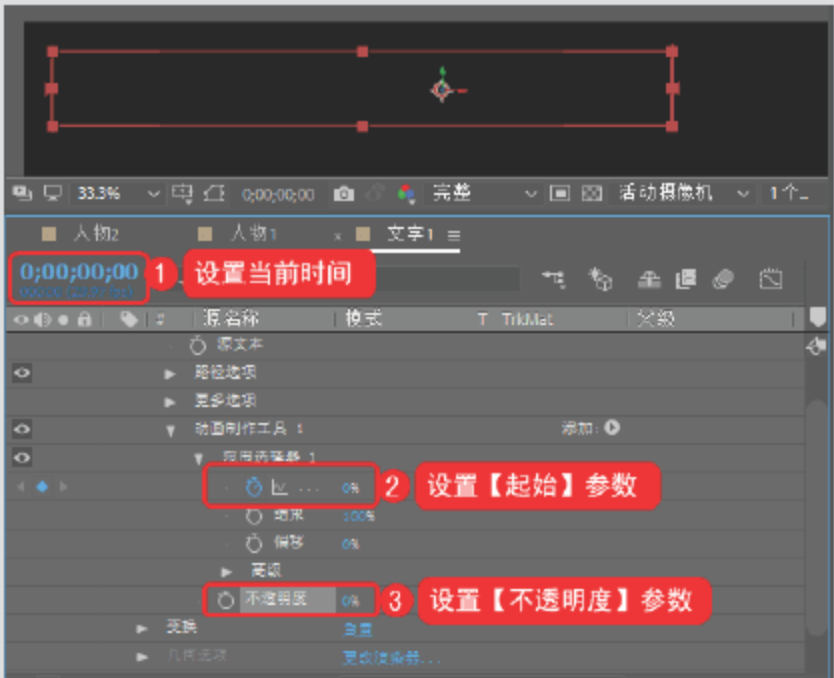 33.3% 0;00;00;00 完整 活动摄像机 1个...
人物2 人物1 × 文字1
0;00;00;00 1 设置当前时间
# 源名称 模式 T TrkMat 父级
源文本
路径选项
更多选项
动画制作工具 1 添加:
范围选择器 1
... 0% 2 设置【起始】参数
结束 100%
偏移 0%
高级
不透明度 0% 3 设置【不透明度】参数
变换 重置
几何选项 更改渲染器...